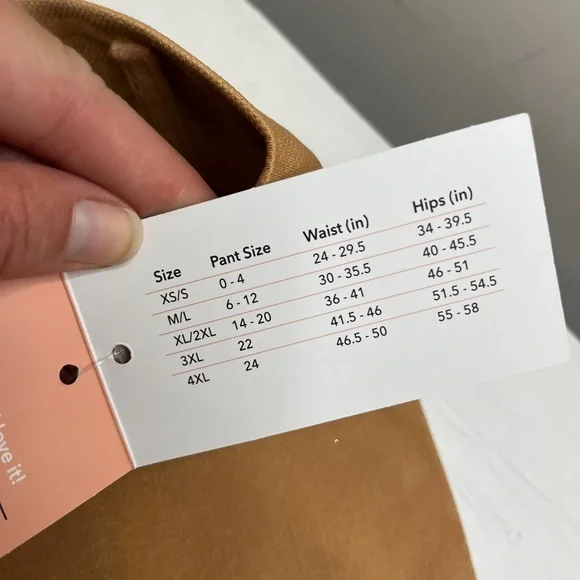 Size Pant Size Waist (in) Hips (in)
XS/S 0 - 4 24 - 29.5 34 - 39.5
M/L 6 - 12 30 - 35.5 40 - 45.5
XL/2XL 14 - 20 36 - 41 46 - 51
3XL 22 41.5 - 46 51.5 - 54.5
4XL 24 46.5 - 50 55 - 58
love it!